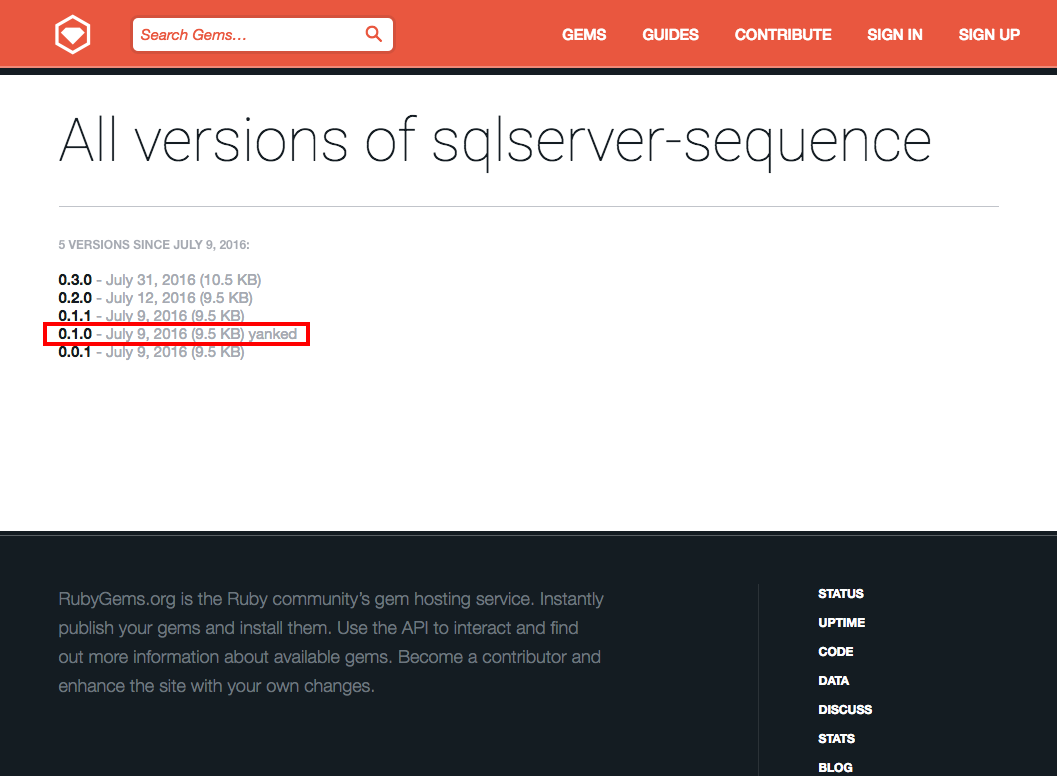 Search Gems…
GEMS GUIDES CONTRIBUTE SIGN IN SIGN UP
All versions of sqlserver-sequence
5 VERSIONS SINCE JULY 9, 2016:
0.3.0 - July 31, 2016 (10.5 KB)
0.2.0 - July 12, 2016 (9.5 KB)
0.1.1 - July 9, 2016 (9.5 KB)
0.1.0 - July 9, 2016 (9.5 KB) yanked
0.0.1 - July 9, 2016 (9.5 KB)
RubyGems.org is the Ruby community’s gem hosting service. Instantly
publish your gems and install them. Use the API to interact and find
out more information about available gems. Become a contributor and
enhance the site with your own changes.
STATUS
UPTIME
CODE
DATA
DISCUSS
STATS
BLOG